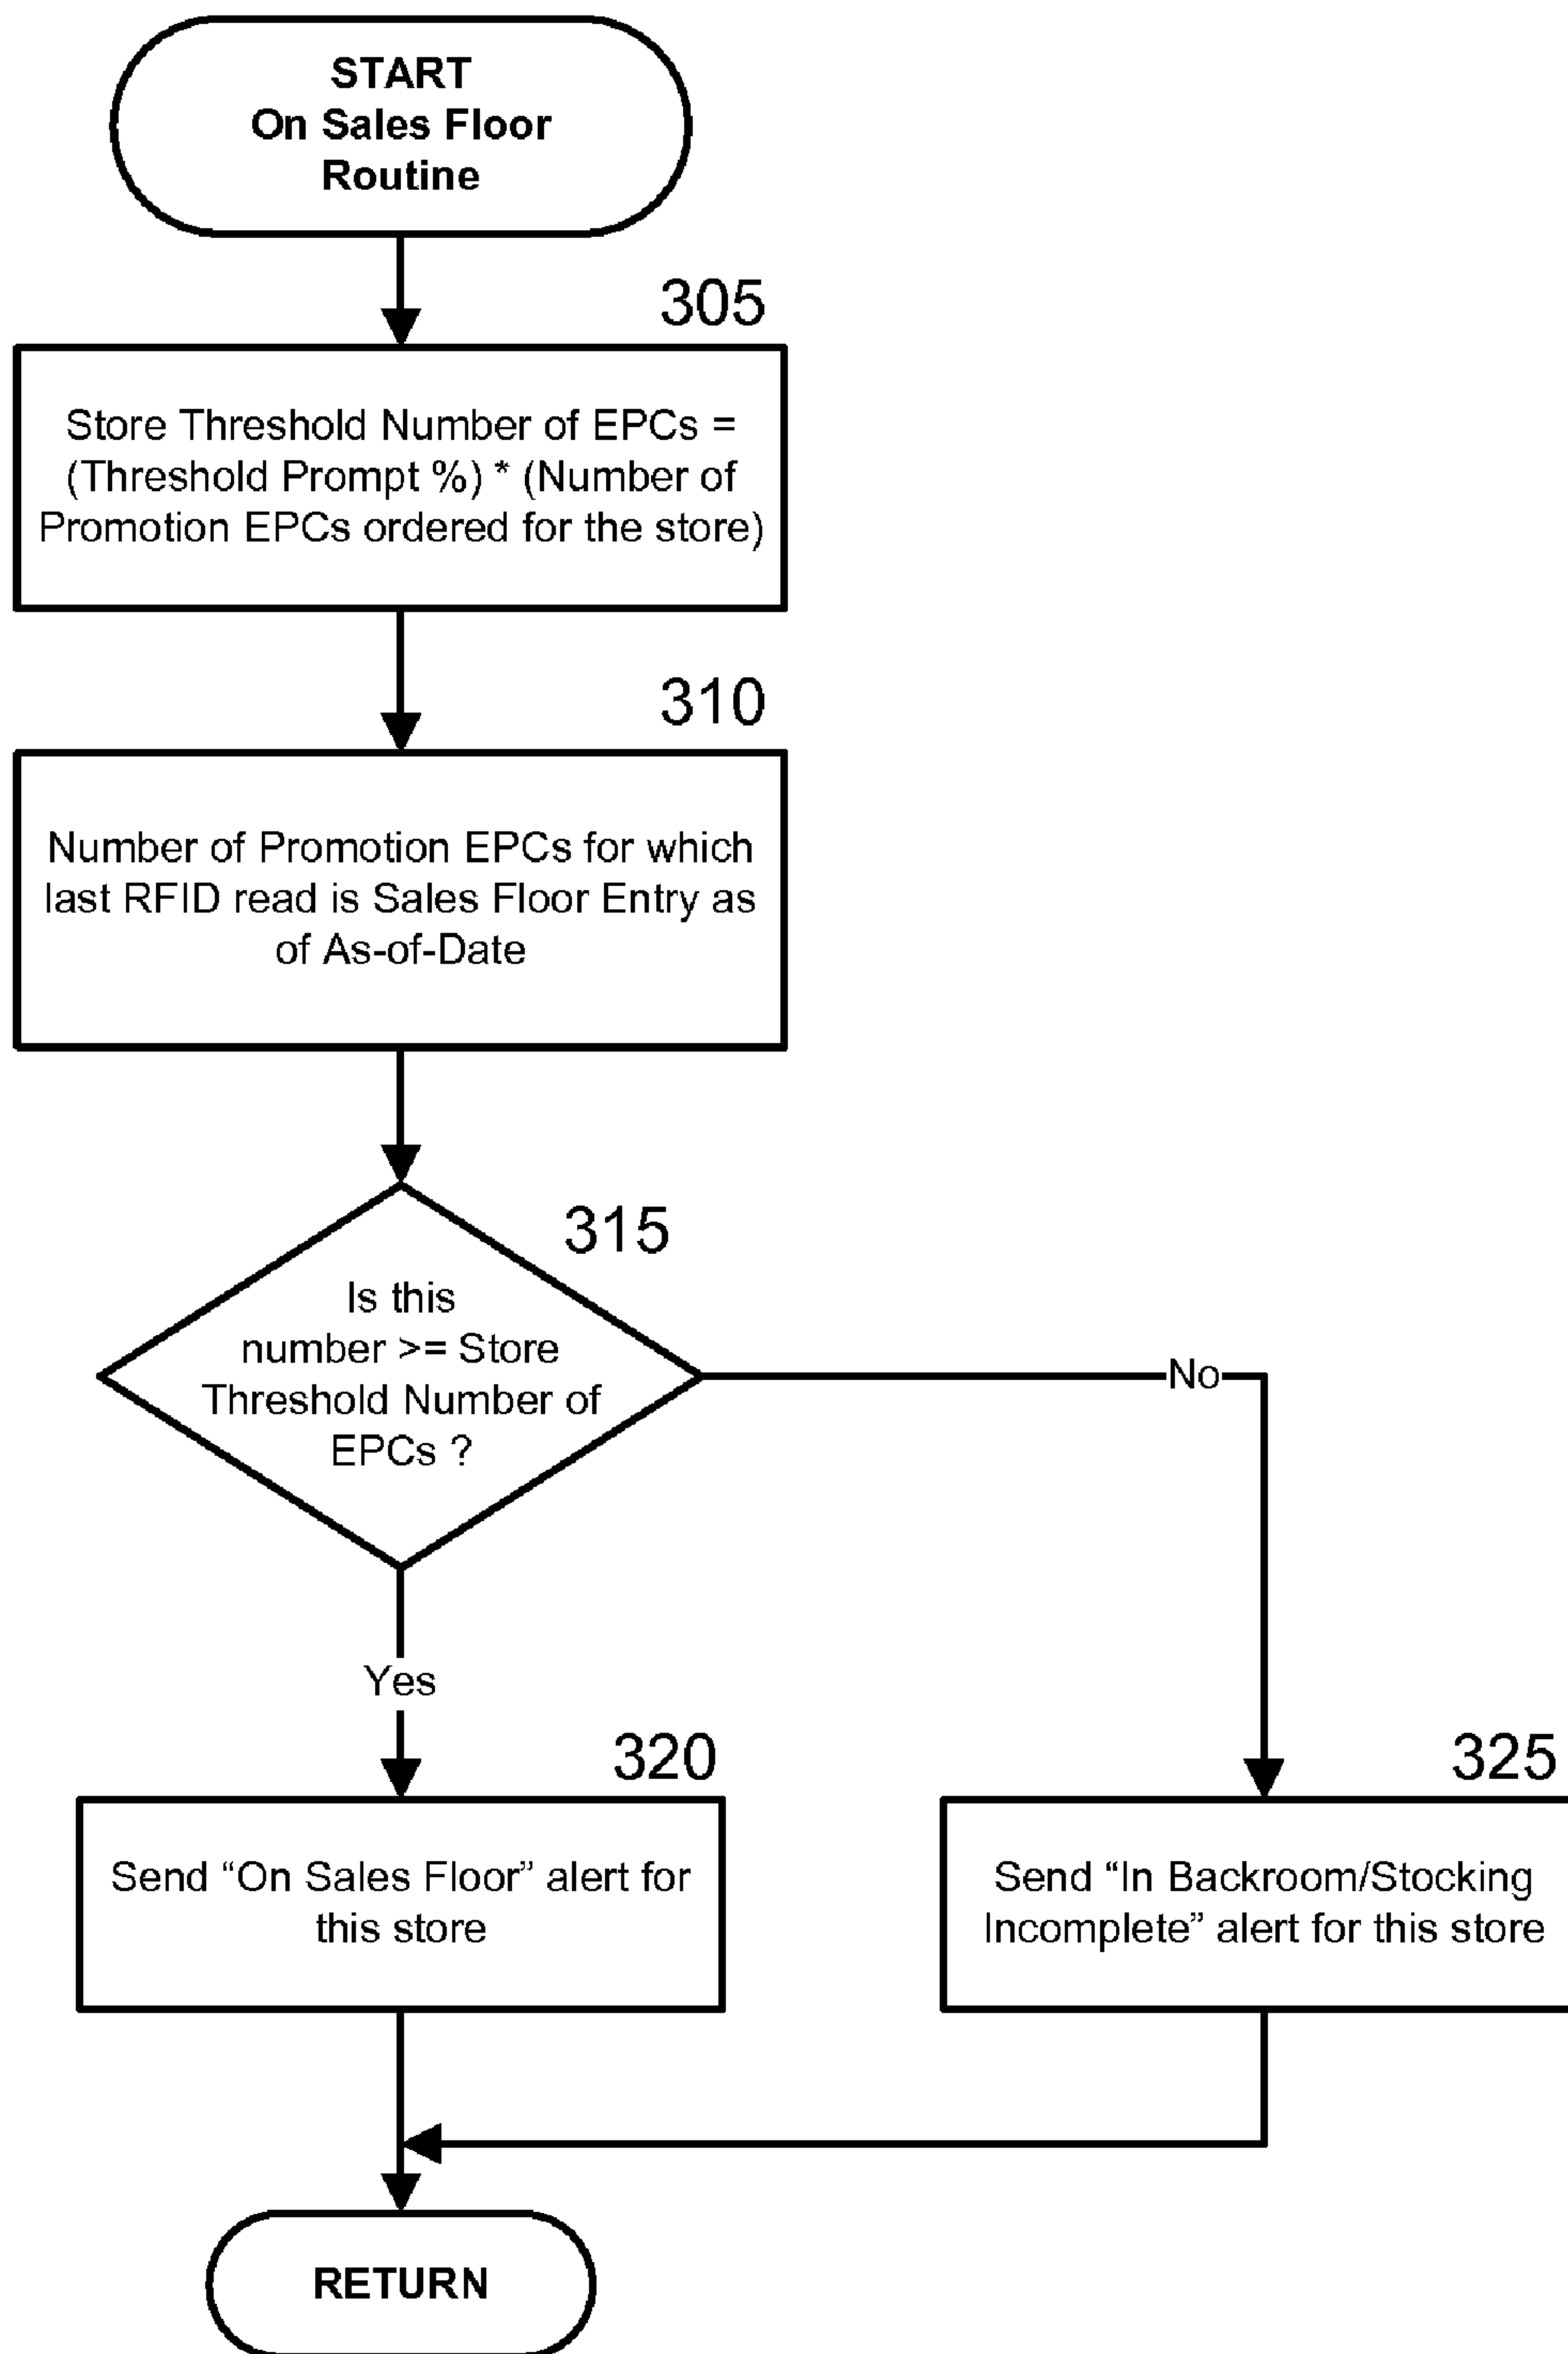 START
On Sales Floor
Routine
305
Store Threshold Number of EPCs =
(Threshold Prompt %) * (Number of
Promotion EPCs ordered for the store)
310
Number of Promotion EPCs for which
last RFID read is Sales Floor Entry as
of As-of-Date
315
Is this
number >= Store
Threshold Number of
EPCs ?
No
Yes
320
Send “On Sales Floor” alert for
this store
325
Send “In Backroom/Stocking
Incomplete” alert for this store
RETURN